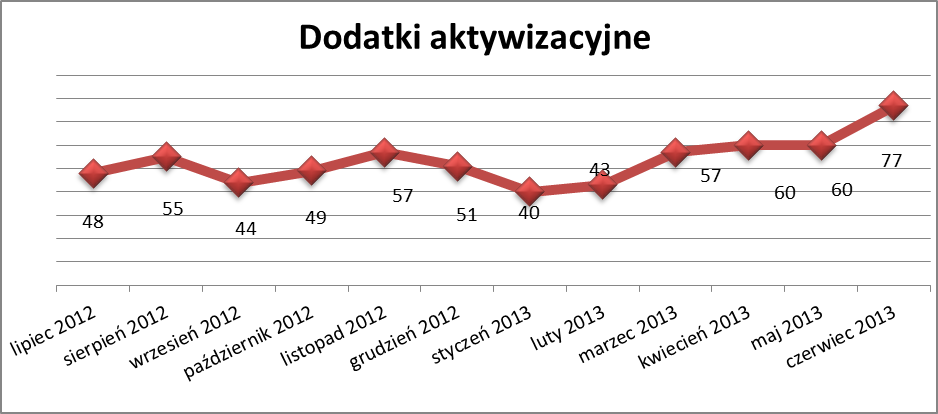 Dodatki aktywizacyjne
48
55
44
49
57
51
40
43
57
60
60
77
lipiec 2012
sierpień 2012
wrzesień 2012
październik 2012
listopad 2012
grudzień 2012
styczeń 2013
luty 2013
marzec 2013
kwiecień 2013
maj 2013
czerwiec 2013